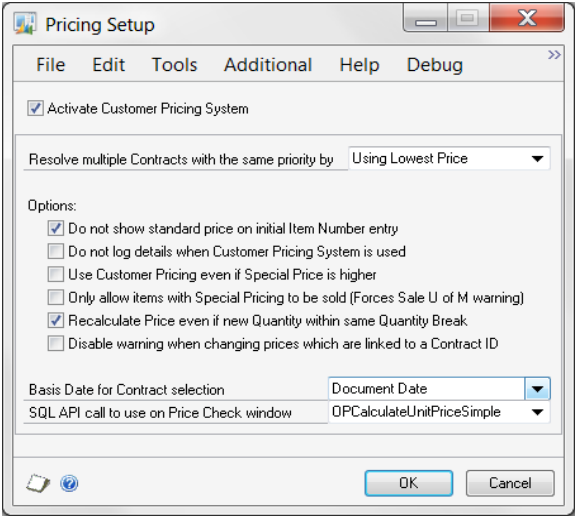 Pricing Setup
File Edit Tools Additional Help Debug
Activate Customer Pricing System
Resolve multiple Contracts with the same priority by Using Lowest Price
Options:
Do not show standard price on initial Item Number entry
Do not log details when Customer Pricing System is used
Use Customer Pricing even if Special Price is higher
Only allow items with Special Pricing to be sold (Forces Sale U of M warning)
Recalculate Price even if new Quantity within same Quantity Break
Disable warning when changing prices which are linked to a Contract ID
Basis Date for Contract selection Document Date
SQL API call to use on Price Check window OPCalculateUnitPriceSimple
OK Cancel